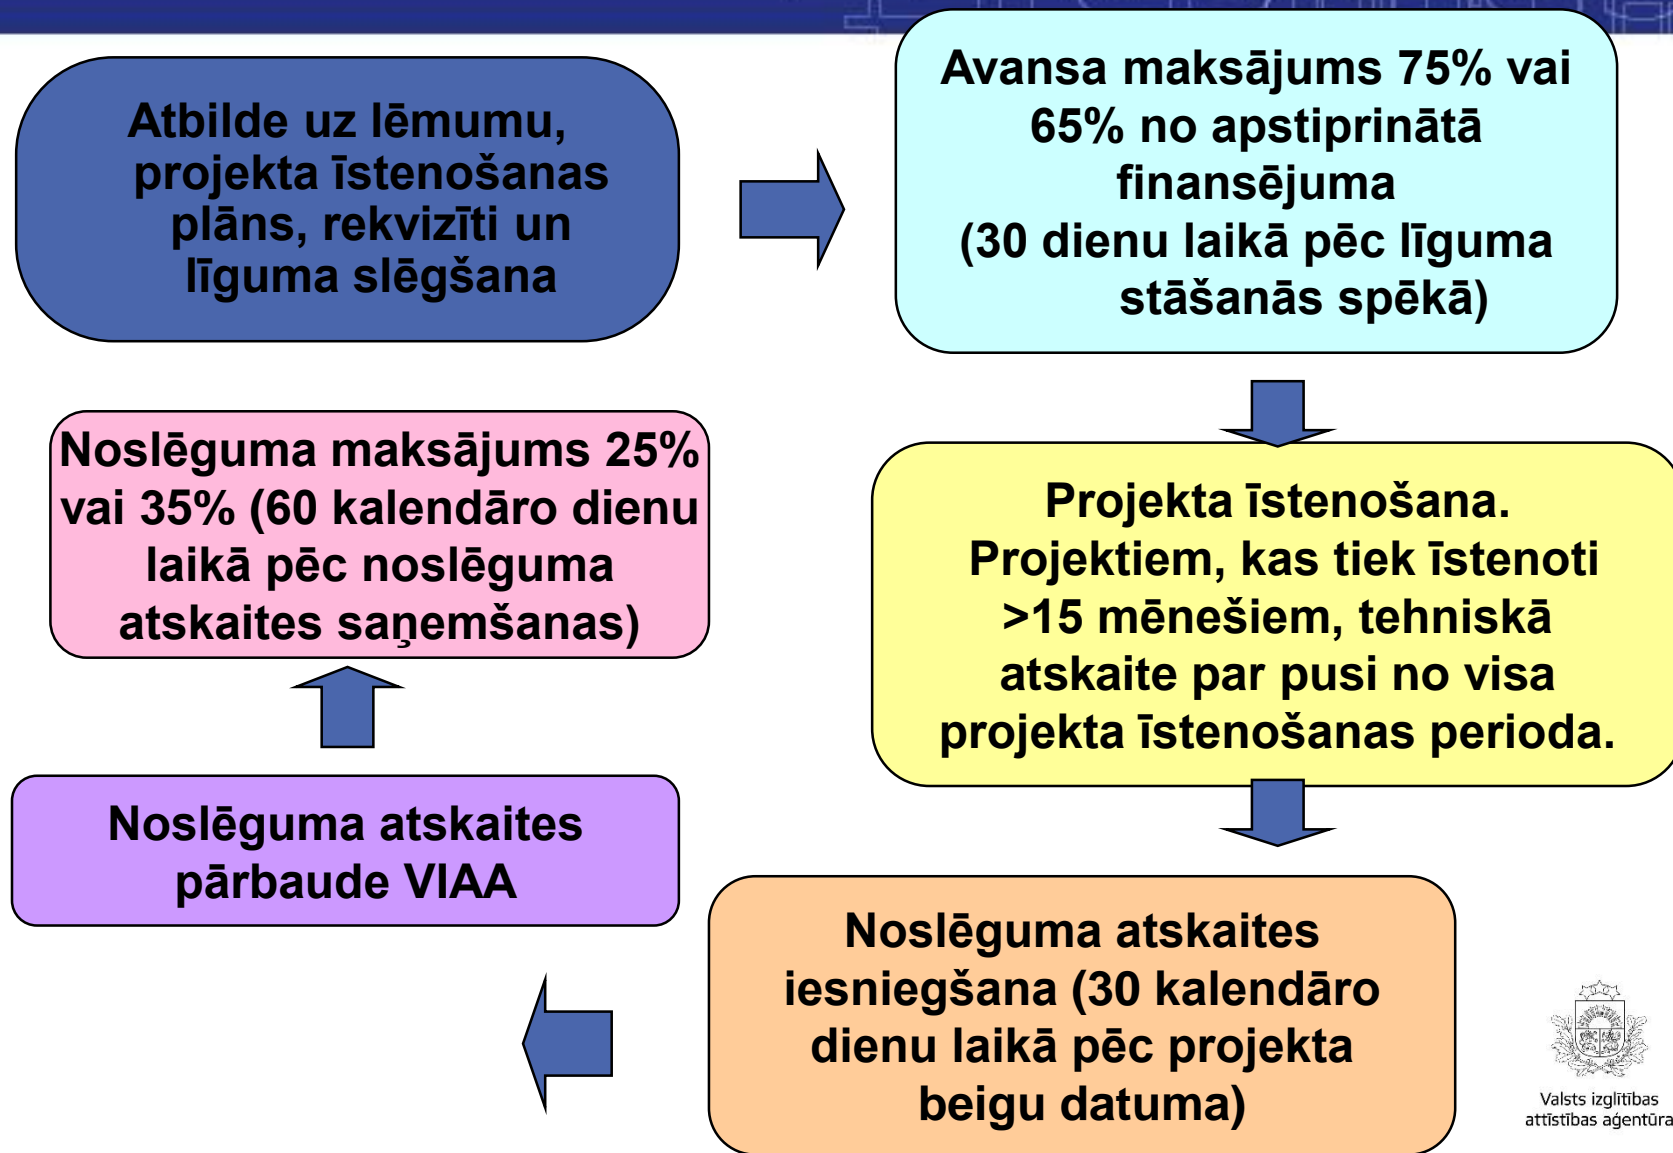 Atbilde uz lēmumu,
projekta īstenošanas
plāns, rekvizīti un
līguma slēgšana
Avansa maksājums 75% vai
65% no apstiprinātā
finansējuma
(30 dienu laikā pēc līguma
stāšanās spēkā)
Projekta īstenošana.
Projektiem, kas tiek īstenoti
>15 mēnešiem, tehniskā
atskaite par pusi no visa
projekta īstenošanas perioda.
Noslēguma atskaites
iesniegšana (30 kalendāro
dienu laikā pēc projekta
beigu datuma)
Noslēguma atskaites
pārbaude VIAA
Noslēguma maksājums 25%
vai 35% (60 kalendāro dienu
laikā pēc noslēguma
atskaites saņemšanas)
Valsts izglītības
attīstības aģentūra